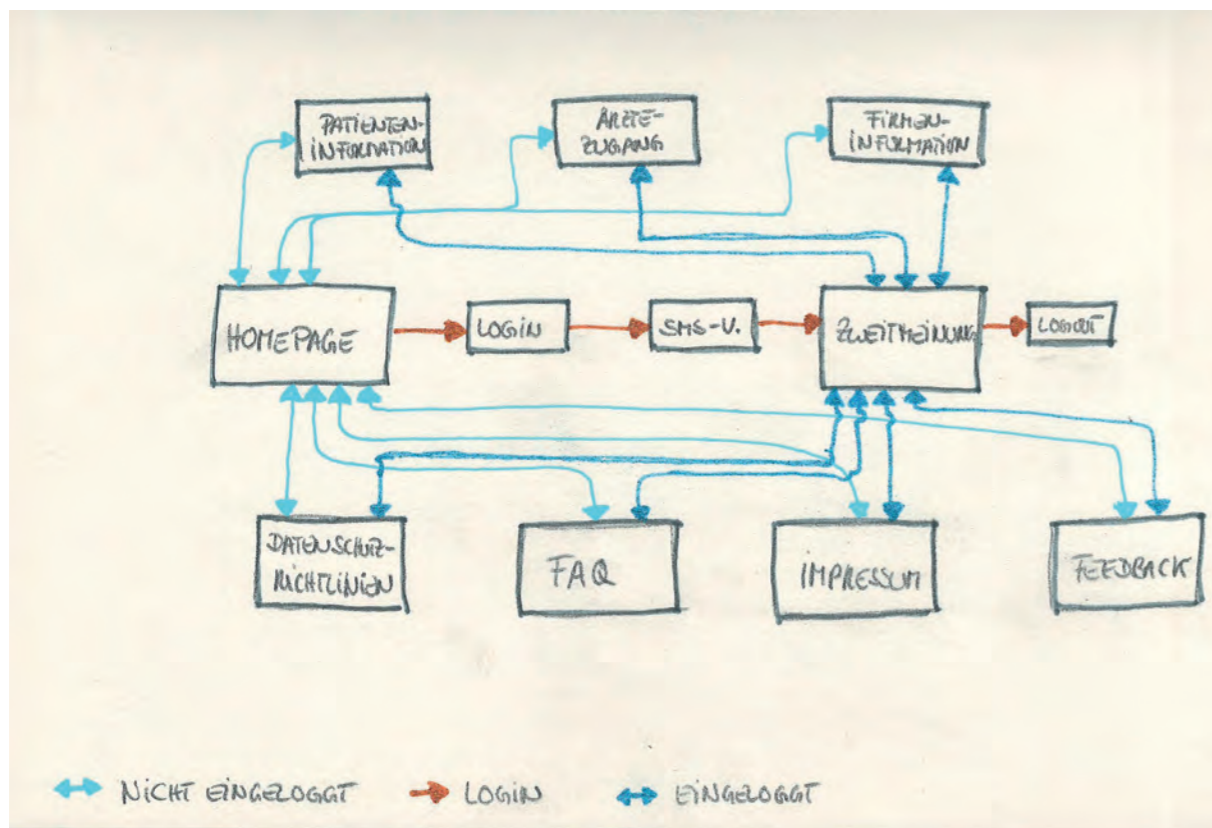 PATIENTEN-
INFORMATION
ÄRZTE-
ZUGANG
FIRMEN-
INFORMATION
HOMEPAGE
LOGIN
SMS-V.
ZWEITMEINUNG
LOGOUT
DATENSCHUTZ-
RICHTLINIEN
FAQ
IMPRESSUM
FEEDBACK
NICHT EINGELOGGT
LOGIN
EINGELOGGT